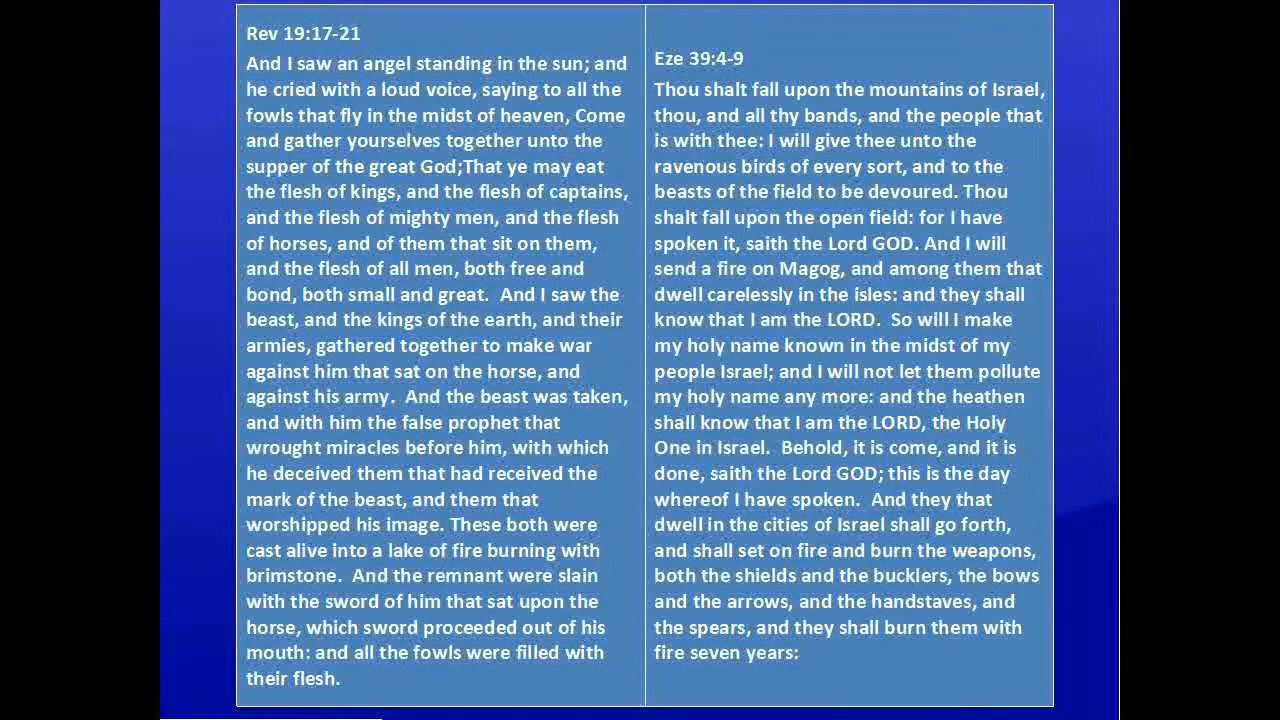 Rev 19:17-21
And I saw an angel standing in the sun; and
he cried with a loud voice, saying to all the
fowls that fly in the midst of heaven, Come
and gather yourselves together unto the
supper of the great God;That ye may eat
the flesh of kings, and the flesh of captains,
and the flesh of mighty men, and the flesh
of horses, and of them that sit on them,
and the flesh of all men, both free and
bond, both small and great.  And I saw the
beast, and the kings of the earth, and their
armies, gathered together to make war
against him that sat on the horse, and
against his army.  And the beast was taken,
and with him the false prophet that
wrought miracles before him, with which
he deceived them that had received the
mark of the beast, and them that
worshipped his image. These both were
cast alive into a lake of fire burning with
brimstone.  And the remnant were slain
with the sword of him that sat upon the
horse, which sword proceeded out of his
mouth: and all the fowls were filled with
their flesh.
Eze 39:4-9
Thou shalt fall upon the mountains of Israel,
thou, and all thy bands, and the people that
is with thee: I will give thee unto the
ravenous birds of every sort, and to the
beasts of the field to be devoured. Thou
shalt fall upon the open field: for I have
spoken it, saith the Lord GOD. And I will
send a fire on Magog, and among them that
dwell carelessly in the isles: and they shall
know that I am the LORD.  So will I make
my holy name known in the midst of my
people Israel; and I will not let them pollute
my holy name any more: and the heathen
shall know that I am the LORD, the Holy
One in Israel.  Behold, it is come, and it is
done, saith the Lord GOD; this is the day
whereof I have spoken.  And they that
dwell in the cities of Israel shall go forth,
and shall set on fire and burn the weapons,
both the shields and the bucklers, the bows
and the arrows, and the handstaves, and
the spears, and they shall burn them with
fire seven years: